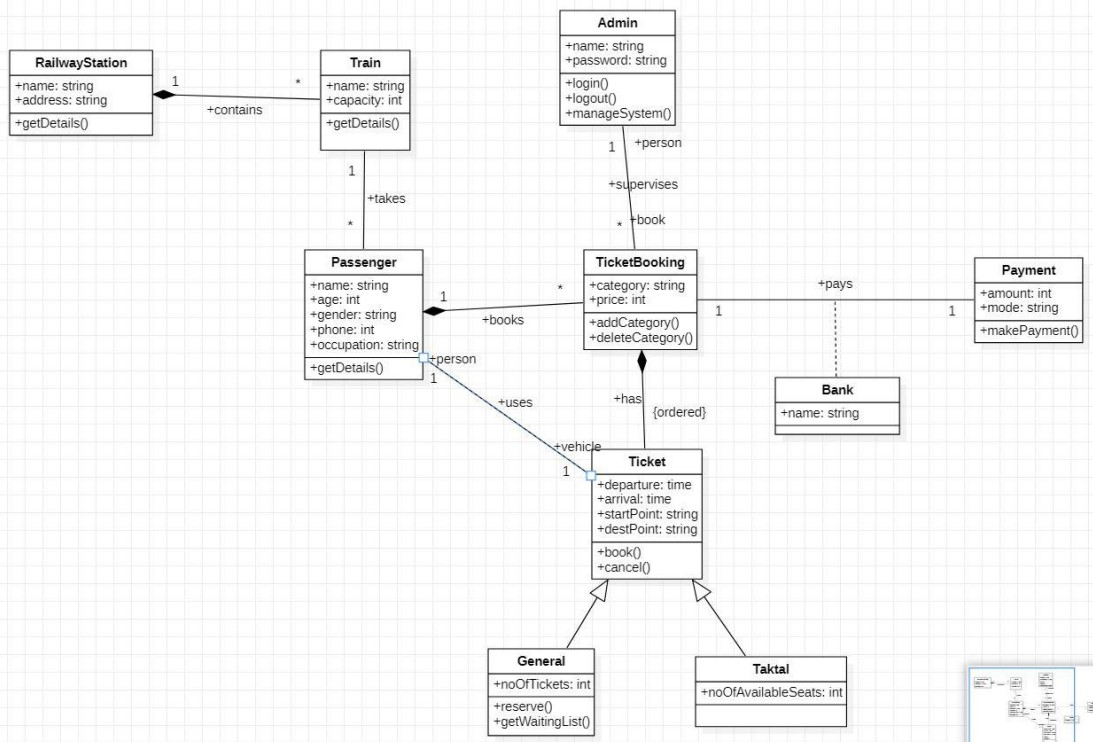 RailwayStation
+name: string
+address: string
+getDetails()
1
*
+contains
Train
+name: string
+capacity: int
+getDetails()
1
+takes
*
Admin
+name: string
+password: string
+login()
+logout()
+manageSystem()
1
+person
+supervises
*
+book
Passenger
+name: string
+age: int
+gender: string
+phone: int
+occupation: string
+getDetails()
1
*
+books
TicketBooking
+category: string
+price: int
+addCategory()
+deleteCategory()
+pays
1
1
Payment
+amount: int
+mode: string
+makePayment()
Bank
+name: string
+person
1
+uses
+vehicle
1
+has
{ordered}
Ticket
+departure: time
+arrival: time
+startPoint: string
+destPoint: string
+book()
+cancel()
General
+noOfTickets: int
+reserve()
+getWaitingList()
Taktal
+noOfAvailableSeats: int